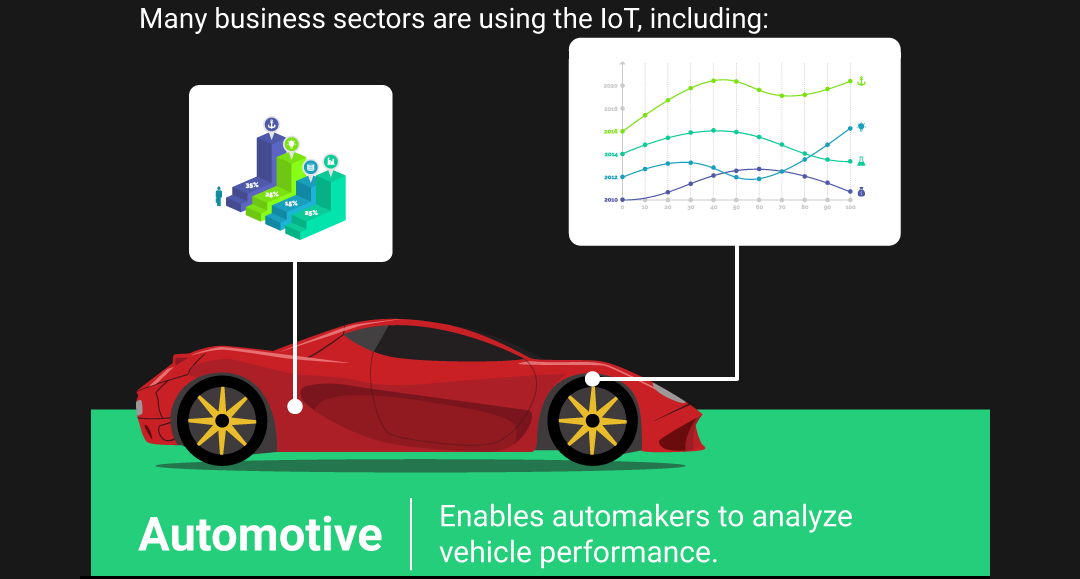 Many business sectors are using the IoT, including:
35%
25%
15%
25%
2020
2018
2016
2014
2012
2010
0 10 20 30 40 50 60 70 80 90 100
Automotive
Enables automakers to analyze
vehicle performance.